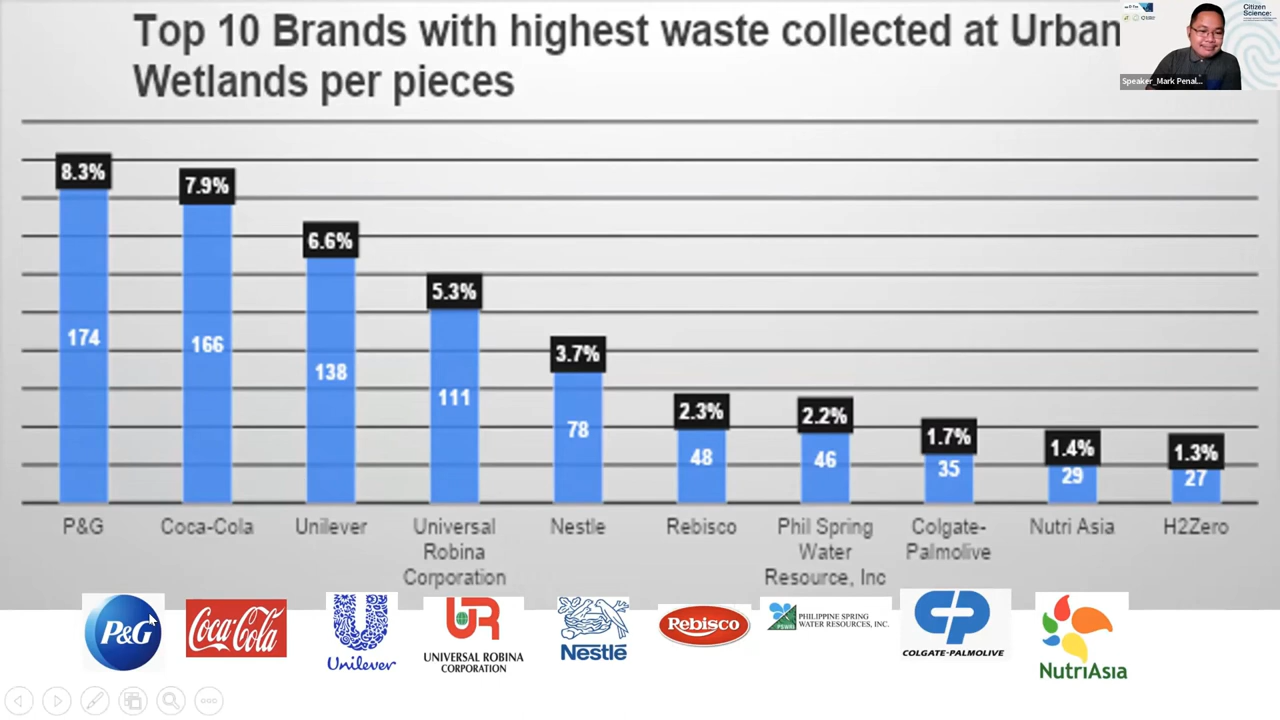 Top 10 Brands with highest waste collected at Urban
Wetlands per pieces
Citizen
Science:
Speaker_Mark Penal...
8.3%
7.9%
6.6%
5.3%
3.7%
2.3%
2.2%
1.7%
1.4%
1.3%
174
166
138
111
78
48
46
35
29
27
P&G
Coca-Cola
Unilever
Universal
Robina
Corporation
Nestle
Rebisco
Phil Spring
Water
Resource, Inc
Colgate-
Palmolive
Nutri Asia
H2Zero
P&G
Coca-Cola
Unilever
UNIVERSAL ROBINA
CORPORATION
Nestlé
Rebisco
PSWRI
PHILIPPINE SPRING
WATER RESOURCES, INC.
COLGATE-PALMOLIVE
NutriAsia